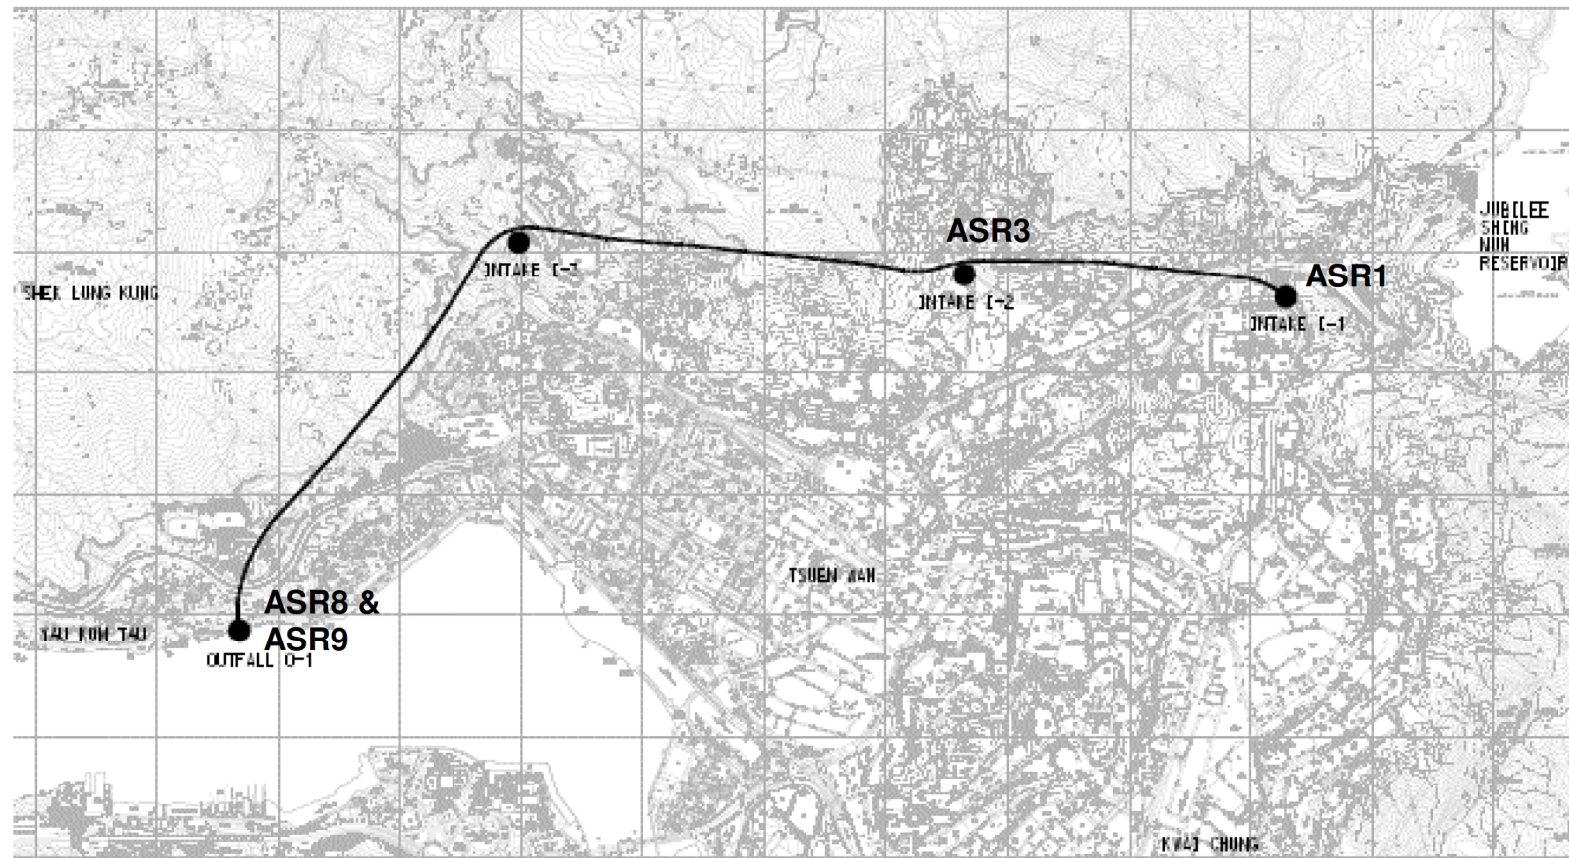 JUBILEE
SHING
MUN
RESERVOIR
ASR3
ASR1
INTAKE I-3
SHEK LUNG KUNG
INTAKE I-2
INTAKE I-1
TSUEN WAN
ASR8 &
ASR9
YAU KOM TAU
OUTFALL O-1
KWAI CHUNG